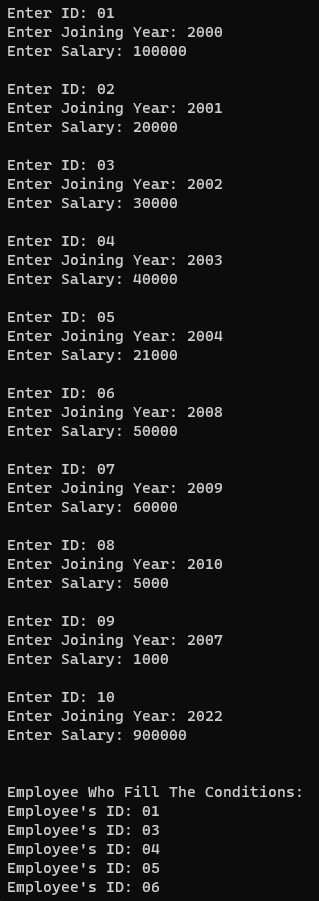 Enter ID: 01
Enter Joining Year: 2000
Enter Salary: 100000
Enter ID: 02
Enter Joining Year: 2001
Enter Salary: 20000
Enter ID: 03
Enter Joining Year: 2002
Enter Salary: 30000
Enter ID: 04
Enter Joining Year: 2003
Enter Salary: 40000
Enter ID: 05
Enter Joining Year: 2004
Enter Salary: 21000
Enter ID: 06
Enter Joining Year: 2008
Enter Salary: 50000
Enter ID: 07
Enter Joining Year: 2009
Enter Salary: 60000
Enter ID: 08
Enter Joining Year: 2010
Enter Salary: 5000
Enter ID: 09
Enter Joining Year: 2007
Enter Salary: 1000
Enter ID: 10
Enter Joining Year: 2022
Enter Salary: 900000
Employee Who Fill The Conditions:
Employee's ID: 01
Employee's ID: 03
Employee's ID: 04
Employee's ID: 05
Employee's ID: 06